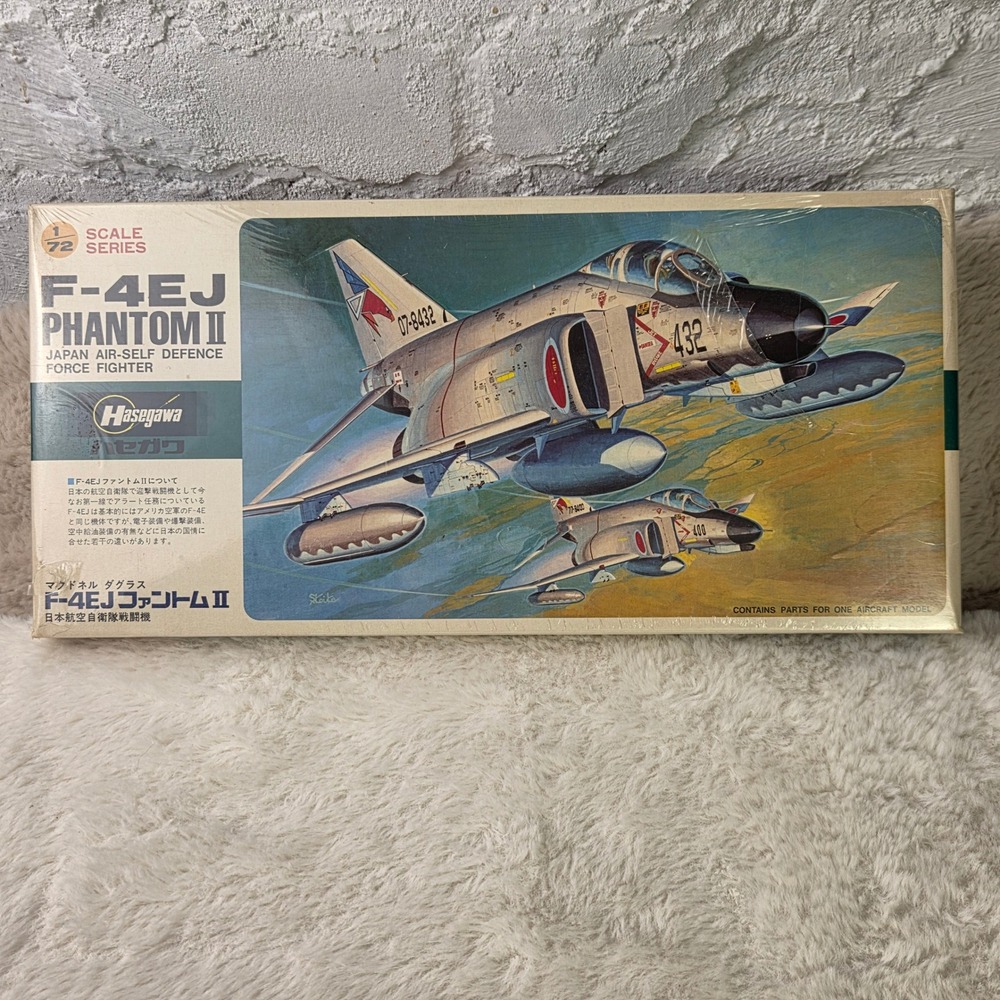 1/72
SCALE
SERIES
F-4EJ
PHANTOM II
JAPAN AIR-SELF DEFENCE
FORCE FIGHTER
Hasegawa
ハセガワ
■F-4EJファントムIIについて
日本の航空自衛隊で迎撃戦闘機として今
なお第一線でアラート任務についている
F-4EJは基本的にはアメリカ空軍のF-4E
と同じ機体ですが、電子装備や爆撃装備、
空中給油装備の有無などに日本の国情に
合せた若干の違いがあります。
マクドネル ダグラス
F-4EJファントムII
日本航空自衛隊戦闘機
07-8432
432
77-8400
400
CONTAINS PARTS FOR ONE AIRCRAFT MODEL